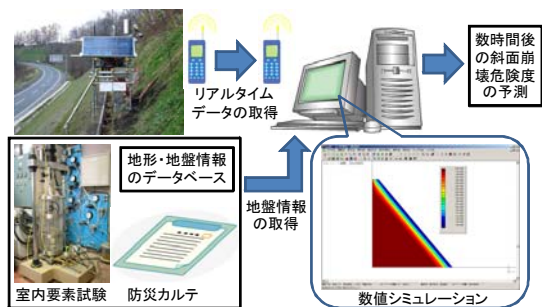 リアルタイム
データの取得
数時間後
の斜面崩
壊危険度
の予測
地形・地盤情報
のデータベース
地盤情報
の取得
室内要素試験
防災カルテ
数値シミュレーション